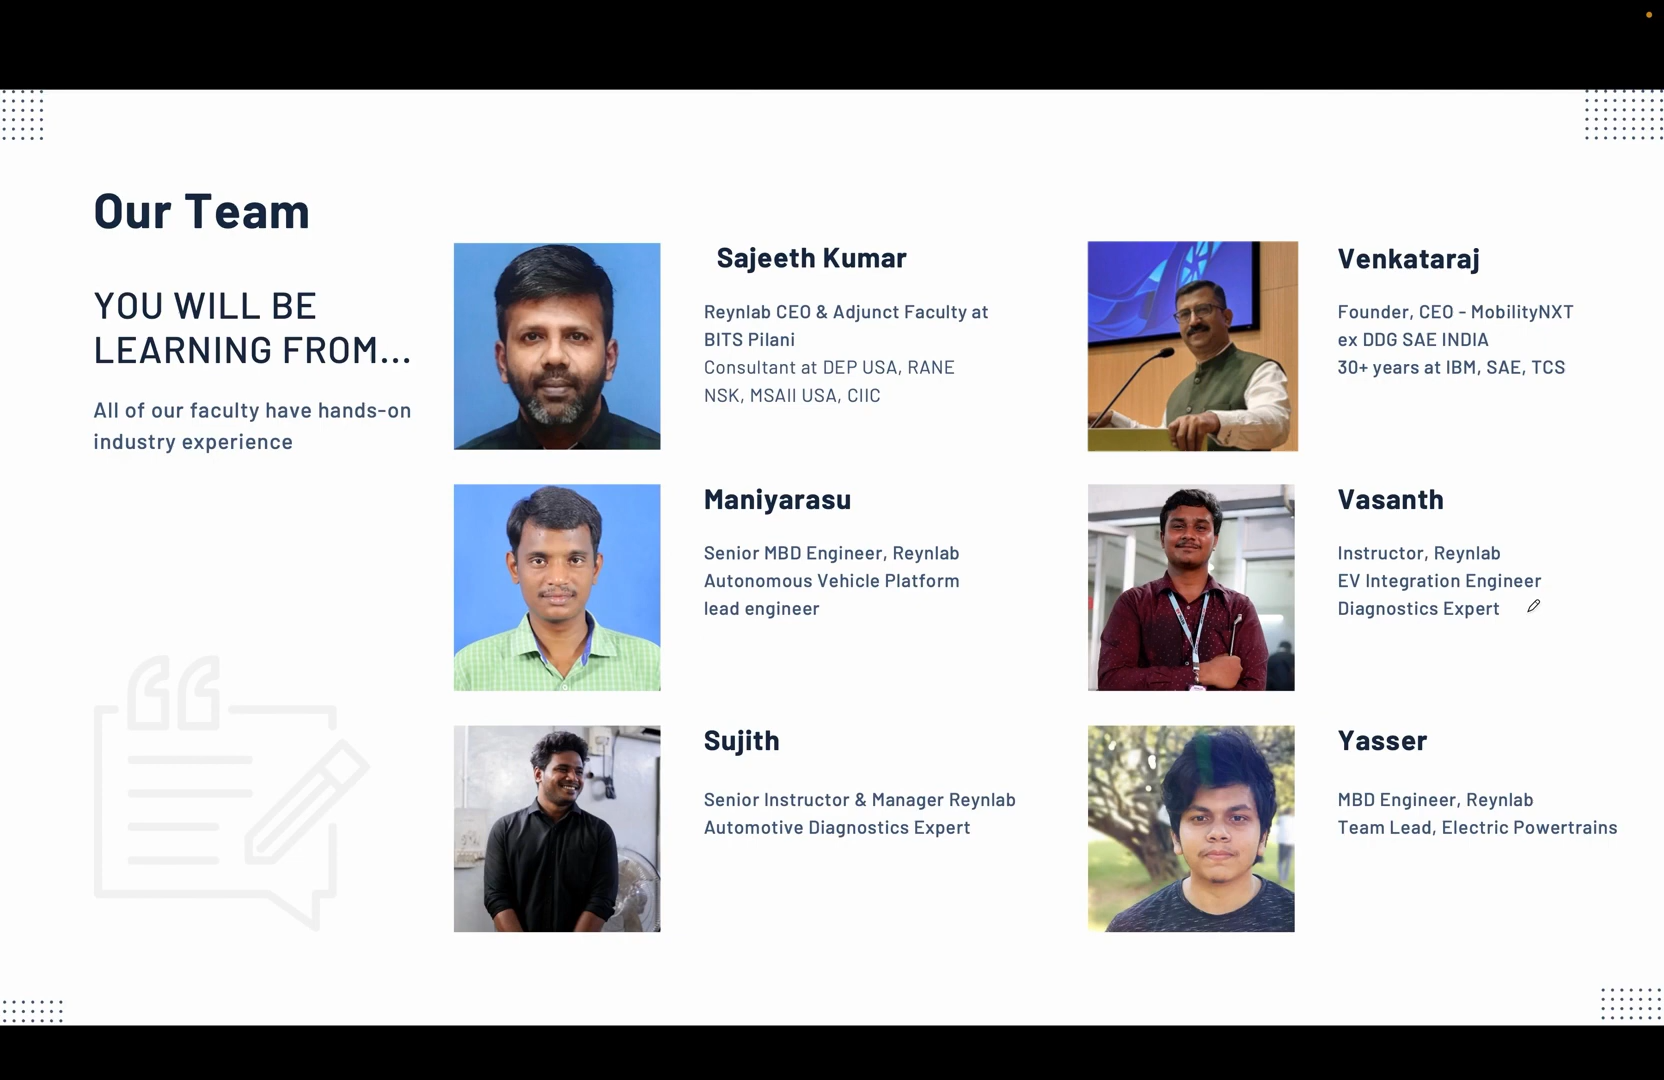 Our Team
YOU WILL BE
LEARNING FROM...
All of our faculty have hands-on
industry experience
Sajeeth Kumar
Reynlab CEO & Adjunct Faculty at
BITS Pilani
Consultant at DEP USA, RANE
NSK, MSAII USA, CIIC
Venkataraj
Founder, CEO - MobilityNXT
ex DDG SAE INDIA
30+ years at IBM, SAE, TCS
Maniyarasu
Senior MBD Engineer, Reynlab
Autonomous Vehicle Platform
lead engineer
Vasanth
Instructor, Reynlab
EV Integration Engineer
Diagnostics Expert
Sujith
Senior Instructor & Manager Reynlab
Automotive Diagnostics Expert
Yasser
MBD Engineer, Reynlab
Team Lead, Electric Powertrains